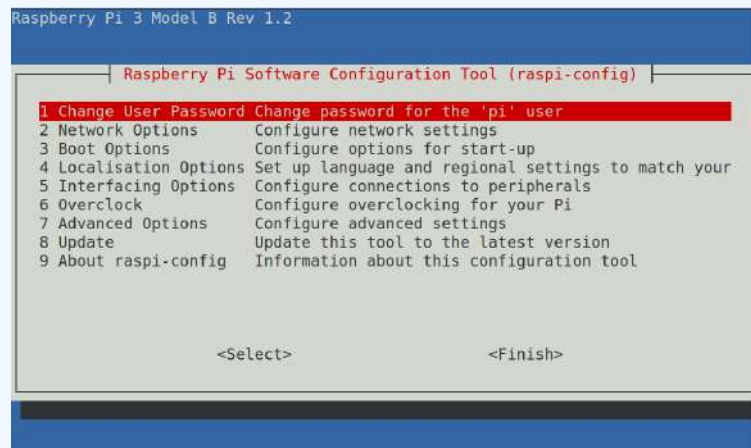 Raspberry Pi 3 Model B Rev 1.2
Raspberry Pi Software Configuration Tool (raspi-config)
1 Change User Password Change password for the 'pi' user
2 Network Options Configure network settings
3 Boot Options Configure options for start-up
4 Localisation Options Set up language and regional settings to match your
5 Interfacing Options Configure connections to peripherals
6 Overclock Configure overclocking for your Pi
7 Advanced Options Configure advanced settings
8 Update Update this tool to the latest version
9 About raspi-config Information about this configuration tool
<Select> <Finish>